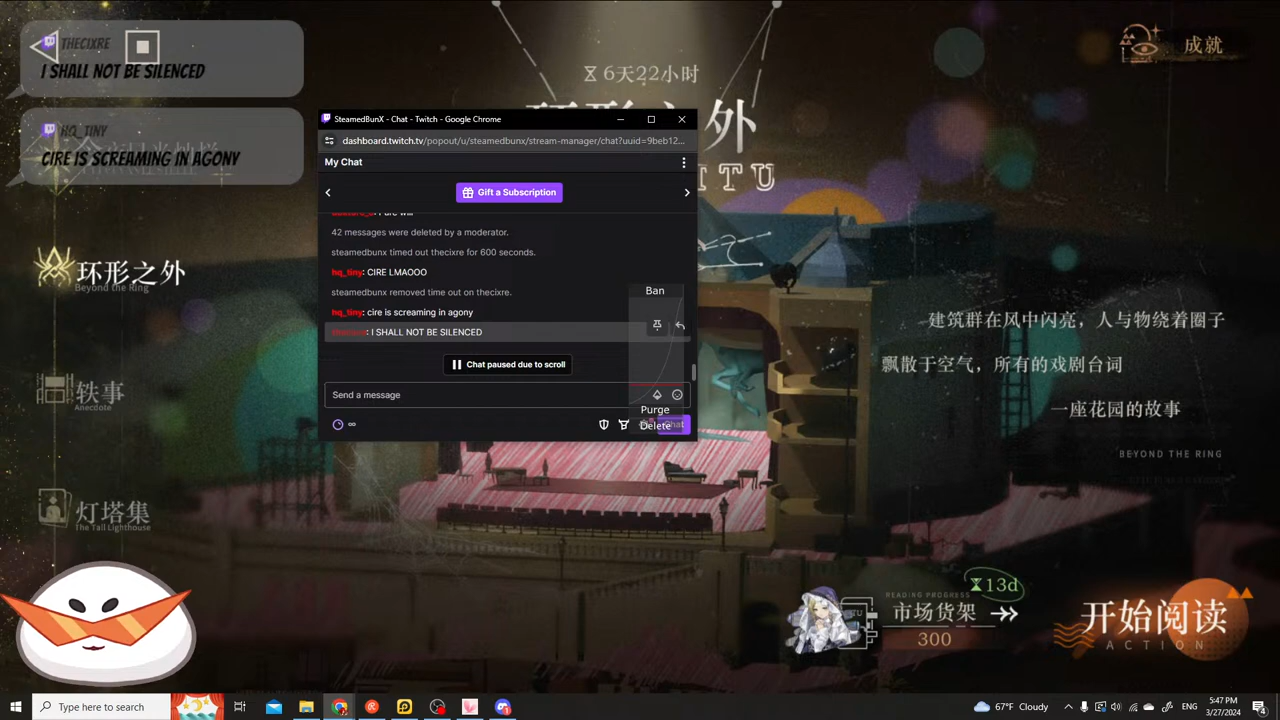 THECIXRE
I SHALL NOT BE SILENCED
HQ_TINY
CIRE IS SCREAMING IN AGONY
6天22小时
成就
SteamedBunX - Chat - Twitch - Google Chrome
dashboard.twitch.tv/popout/u/steamedbunx/stream-manager/chat?uuid=9beb12...
My Chat
Gift a Subscription
42 messages were deleted by a moderator.
steamedbunx timed out thecixre for 600 seconds.
hq_tiny: CIRE LMAOOO
steamedbunx removed time out on thecixre.
hq_tiny: cire is screaming in agony
thecixre: I SHALL NOT BE SILENCED
Ban
Chat paused due to scroll
Send a message
Purge
Delete
Chat
环形之外
Beyond the Ring
轶事
Anecdote
灯塔集
The Tall Lighthouse
建筑群在风中闪亮，人与物绕着圈子
飘散于空气，所有的戏剧台词
一座花园的故事
BEYOND THE RING
13d
READING PROGRESS
市场货架
300
开始阅读
ACTION
Type here to search
67°F Cloudy
ENG
5:47 PM
3/27/2024
4